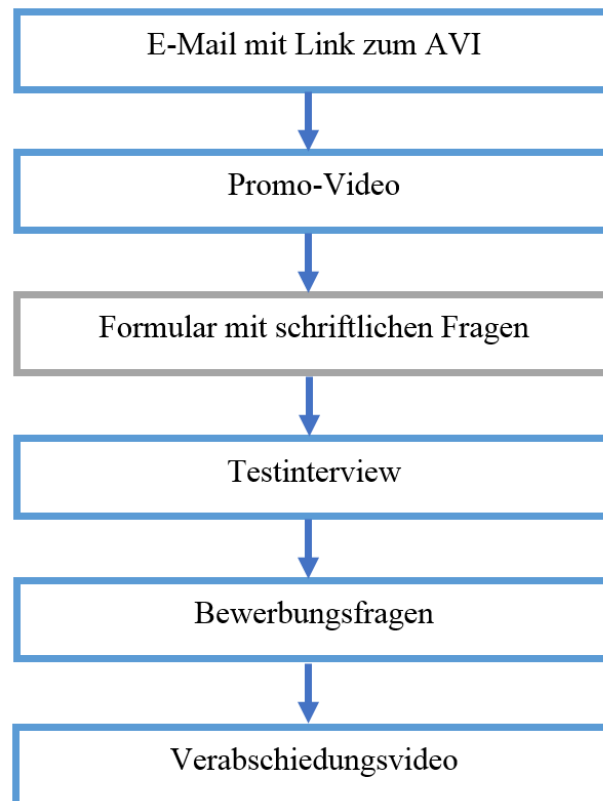 E-Mail mit Link zum AVI
Promo-Video
Formular mit schriftlichen Fragen
Testinterview
Bewerbungsfragen
Verabschiedungsvideo